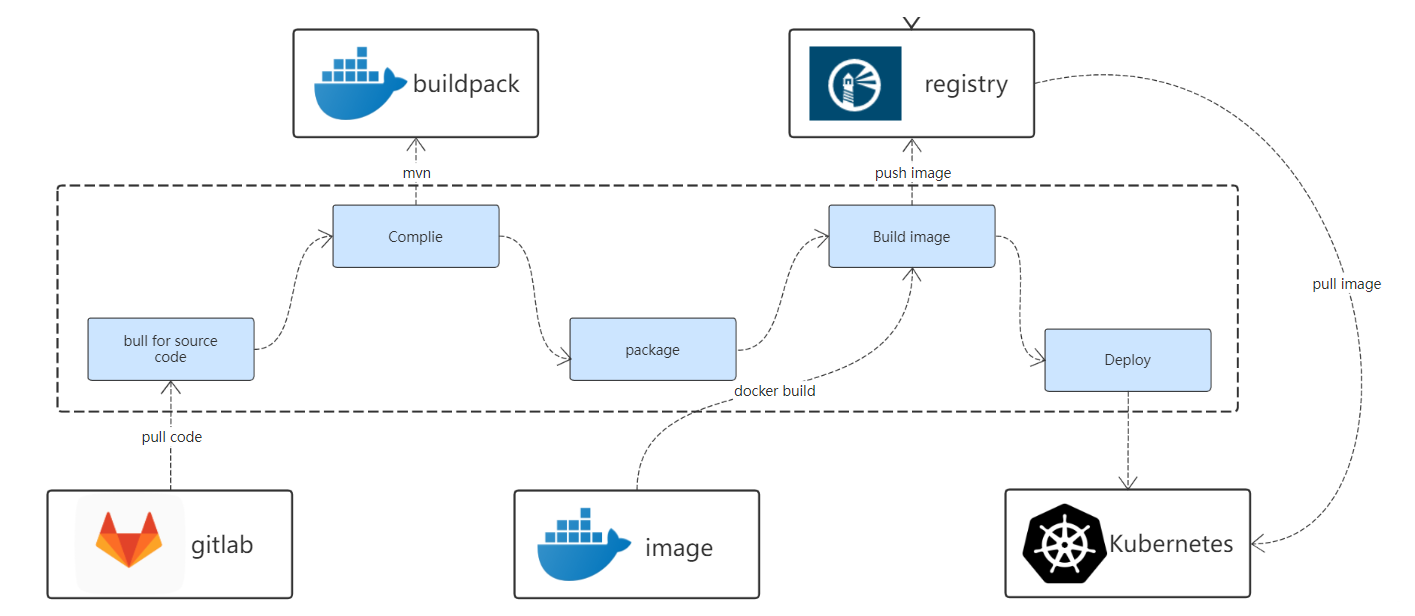 buildpack
registry
mvn
push image
Complie
Build image
pull image
bull for source
code
package
Deploy
docker build
pull code
gitlab
image
Kubernetes